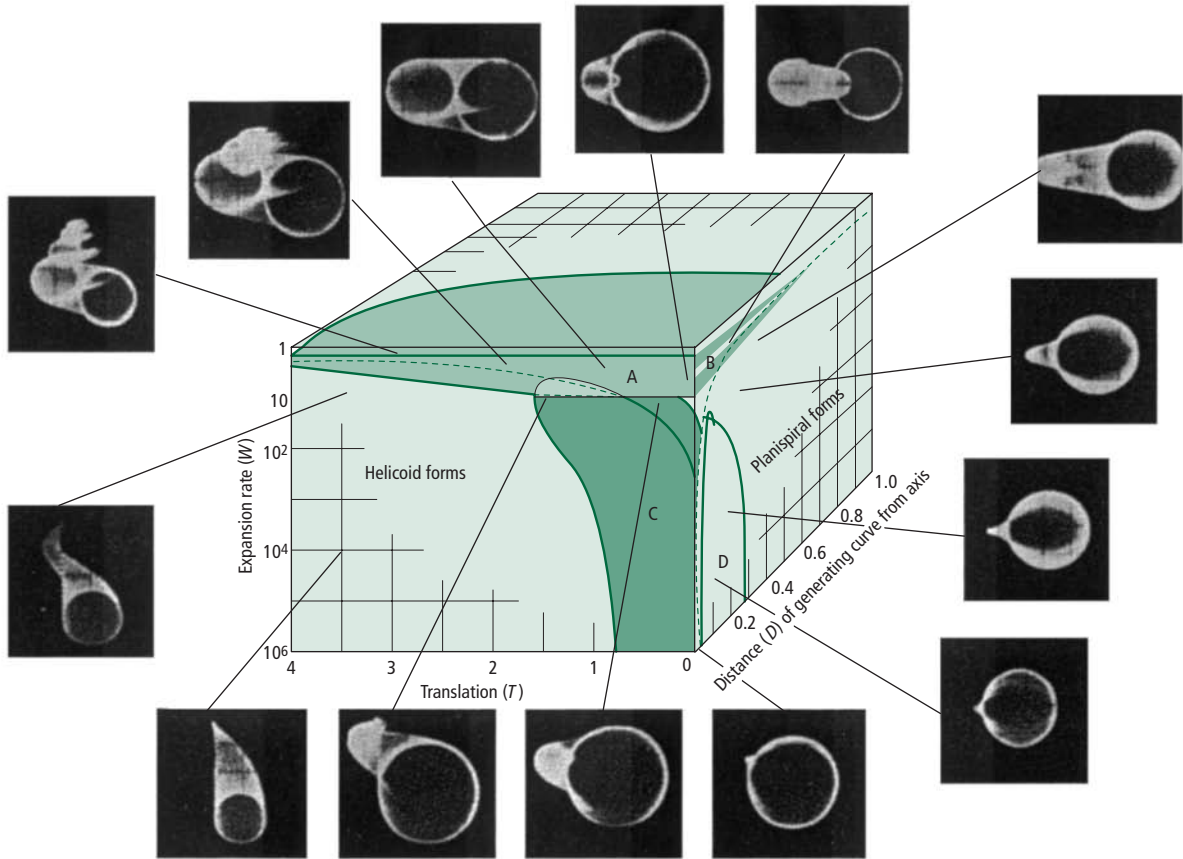 1
10
102
104
106
Expansion rate (W)
4
3
2
1
0
Translation (T)
0.2
0.4
0.6
0.8
1.0
Distance (D) of generating curve from axis
Helicoid forms
Planispiral forms
A
B
C
D